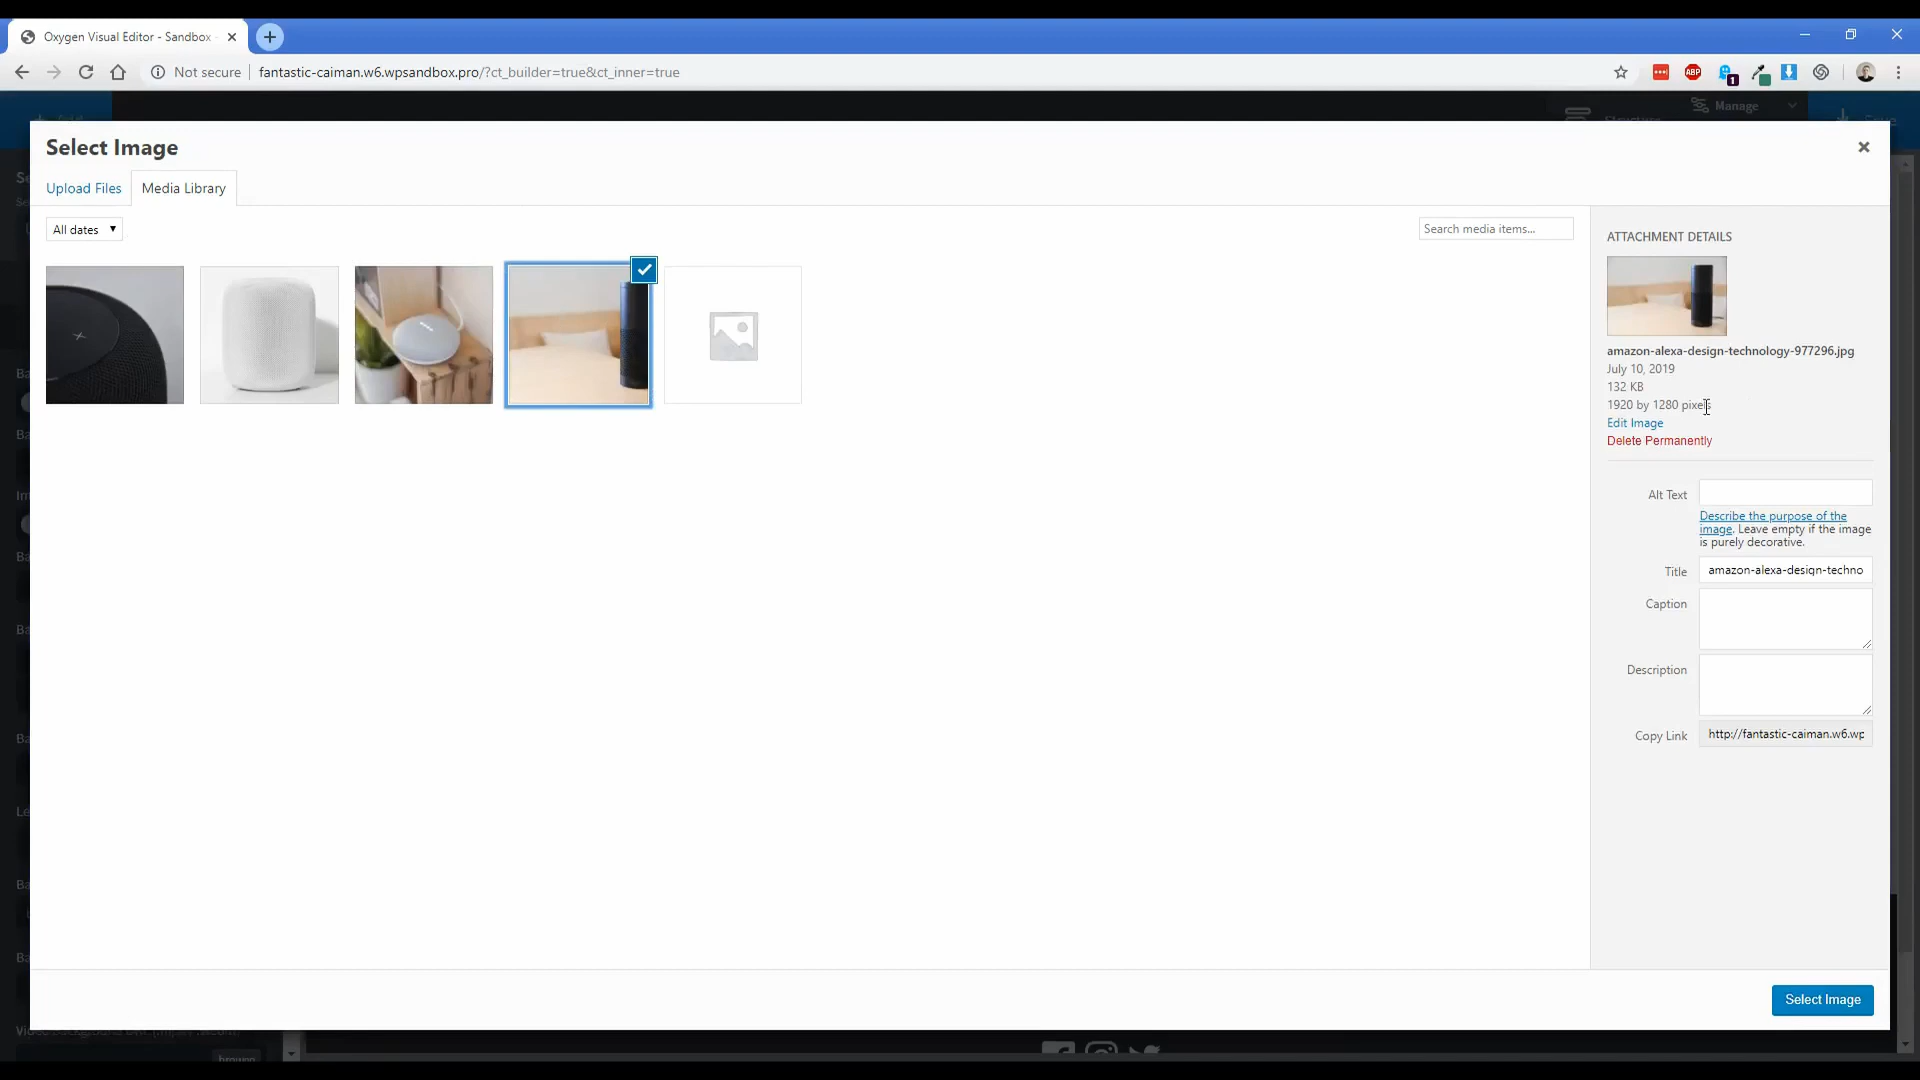 Oxygen Visual Editor - Sandbox
Not secure
fantastic-caiman.w6.wpsandbox.pro/?ct_builder=true&ct_inner=true
ABP
1
Manage
Select Image
Upload Files
Media Library
All dates
Search media items...
ATTACHMENT DETAILS
amazon-alexa-design-technology-977296.jpg
July 10, 2019
132 KB
1920 by 1280 pixels
Edit Image
Delete Permanently
Alt Text
Describe the purpose of the
image. Leave empty if the image
is purely decorative.
Title
amazon-alexa-design-techno
Caption
Description
Copy Link
http://fantastic-caiman.w6.wp
Select Image
browse